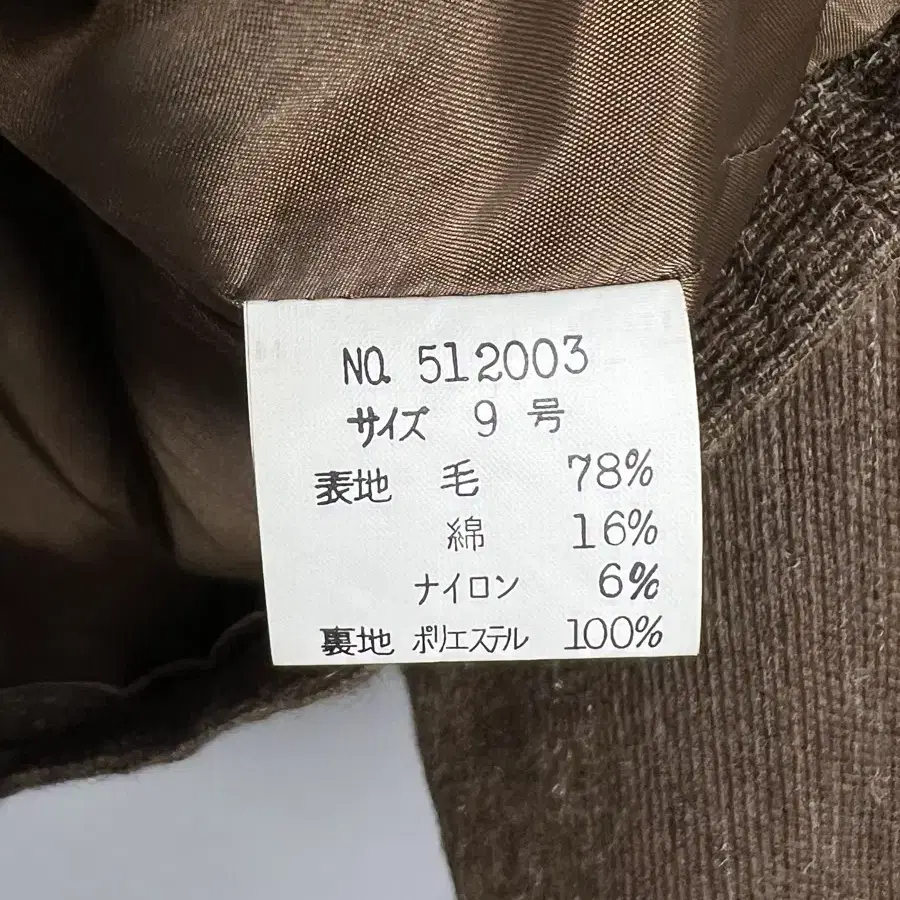 NO. 512003
サイズ 9 号
表地 毛 78%
綿 16%
ナイロン 6%
裏地 ポリエステル 100%